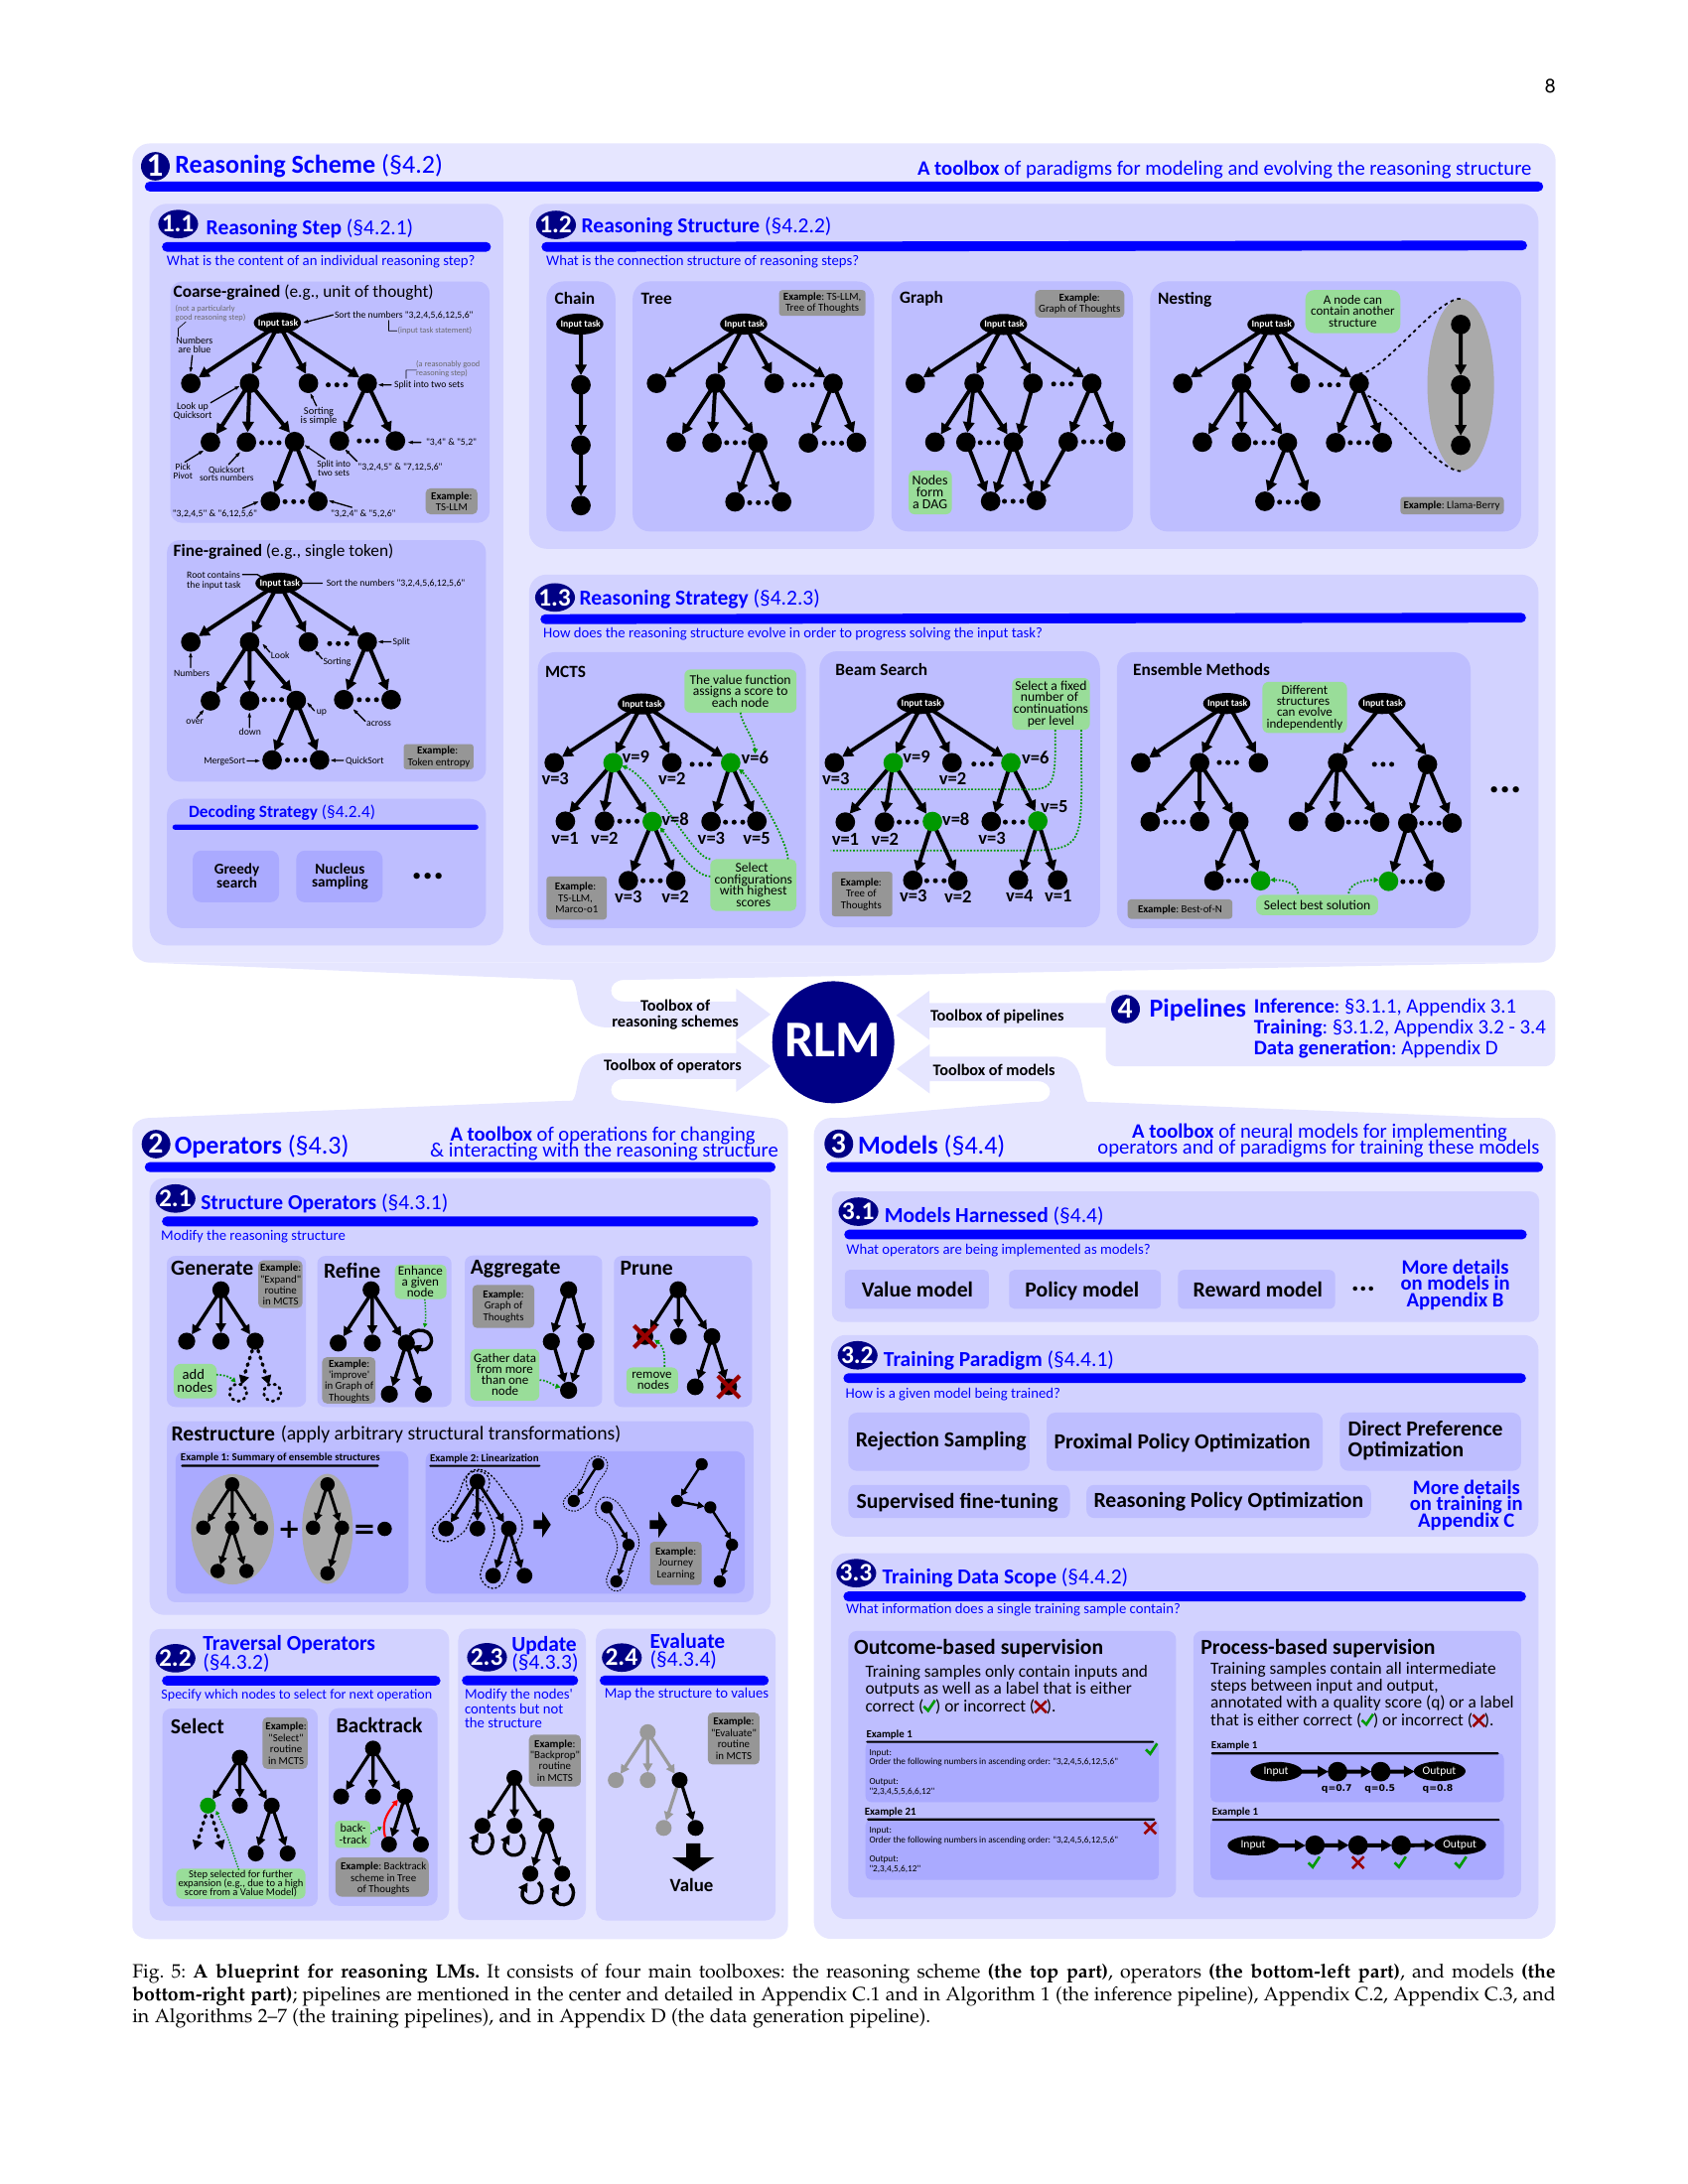 8
1 Reasoning Scheme (§4.2)
A toolbox of paradigms for modeling and evolving the reasoning structure
1.1 Reasoning Step (§4.2.1)
What is the content of an individual reasoning step?
Coarse-grained (e.g., unit of thought)
(not a particularly
good reasoning step)
Input task
Sort the numbers "3,2,4,5,6,12,5,6"
(input task statement)
Numbers
are blue
(a reasonably good
reasoning step)
Split into two sets
Look up
Quicksort
Sorting
is simple
"3,4" & "5,2"
Pick
Pivot
Quicksort
sorts numbers
Split into
two sets
"3,2,4,5" & "7,12,5,6"
"3,2,4,5" & "6,12,5,6"
"3,2,4" & "5,2,6"
Example:
TS-LLM
Fine-grained (e.g., single token)
Root contains
the input task
Input task
Sort the numbers "3,2,4,5,6,12,5,6"
Split
Look
Sorting
Numbers
over
down
up
across
MergeSort
QuickSort
Example:
Token entropy
Decoding Strategy (§4.2.4)
Greedy
search
Nucleus
sampling
1.2 Reasoning Structure (§4.2.2)
What is the connection structure of reasoning steps?
Chain
Input task
Tree
Example: TS-LLM,
Tree of Thoughts
Input task
Graph
Example:
Graph of Thoughts
Input task
Nodes
form
a DAG
Nesting
A node can
contain another
structure
Input task
Example: Llama-Berry
1.3 Reasoning Strategy (§4.2.3)
How does the reasoning structure evolve in order to progress solving the input task?
MCTS
The value function
assigns a score to
each node
Input task
v=9
v=6
v=3
v=2
v=8
v=1 v=2
v=3 v=5
Select
configurations
with highest
scores
Example:
TS-LLM,
Marco-o1
v=3 v=2
Beam Search
Select a fixed
number of
continuations
per level
Input task
v=9
v=6
v=3
v=2
v=5
v=8
v=1 v=2
v=3
Example:
Tree of
Thoughts
v=3 v=2
v=4 v=1
Ensemble Methods
Input task
Different
structures
can evolve
independently
Input task
Select best solution
Example: Best-of-N
Toolbox of
reasoning schemes
RLM
Toolbox of pipelines
4 Pipelines
Inference: §3.1.1, Appendix 3.1
Training: §3.1.2, Appendix 3.2 - 3.4
Data generation: Appendix D
Toolbox of operators
Toolbox of models
2 Operators (§4.3)
A toolbox of operations for changing
& interacting with the reasoning structure
2.1 Structure Operators (§4.3.1)
Modify the reasoning structure
Generate
Example:
"Expand"
routine
in MCTS
add
nodes
Refine
Enhance
a given
node
Example:
'improve'
in Graph of
Thoughts
Aggregate
Example:
Graph of
Thoughts
Gather data
from more
than one
node
Prune
remove
nodes
Restructure (apply arbitrary structural transformations)
Example 1: Summary of ensemble structures
+
=
Example 2: Linearization
Example:
Journey
Learning
2.2 Traversal Operators
(§4.3.2)
Specify which nodes to select for next operation
Select
Example:
"Select"
routine
in MCTS
Step selected for further
expansion (e.g., due to a high
score from a Value Model)
Backtrack
back-
-track
Example: Backtrack
scheme in Tree
of Thoughts
2.3 Update
(§4.3.3)
Modify the nodes'
contents but not
the structure
Example:
"Backprop"
routine
in MCTS
2.4 Evaluate
(§4.3.4)
Map the structure to values
Example:
"Evaluate"
routine
in MCTS
Value
3 Models (§4.4)
A toolbox of neural models for implementing
operators and of paradigms for training these models
3.1 Models Harnessed (§4.4)
What operators are being implemented as models?
Value model
Policy model
Reward model
More details
on models in
Appendix B
3.2 Training Paradigm (§4.4.1)
How is a given model being trained?
Rejection Sampling
Proximal Policy Optimization
Direct Preference
Optimization
Supervised fine-tuning
Reasoning Policy Optimization
More details
on training in
Appendix C
3.3 Training Data Scope (§4.4.2)
What information does a single training sample contain?
Outcome-based supervision
Training samples only contain inputs and
outputs as well as a label that is either
correct (✓) or incorrect (✗).
Example 1
Input:
Order the following numbers in ascending order: "3,2,4,5,6,12,5,6"
Output:
"2,3,4,5,5,6,6,12"
Example 21
Input:
Order the following numbers in ascending order: "3,2,4,5,6,12,5,6"
Output:
"2,3,4,5,6,12"
Process-based supervision
Training samples contain all intermediate
steps between input and output,
annotated with a quality score (q) or a label
that is either correct (✓) or incorrect (✗).
Example 1
Input
Output
q=0.7 q=0.5 q=0.8
Example 1
Input
Output
Fig. 5: A blueprint for reasoning LMs. It consists of four main toolboxes: the reasoning scheme (the top part), operators (the bottom-left part), and models (the
bottom-right part); pipelines are mentioned in the center and detailed in Appendix C.1 and in Algorithm 1 (the inference pipeline), Appendix C.2, Appendix C.3, and
in Algorithms 2–7 (the training pipelines), and in Appendix D (the data generation pipeline).